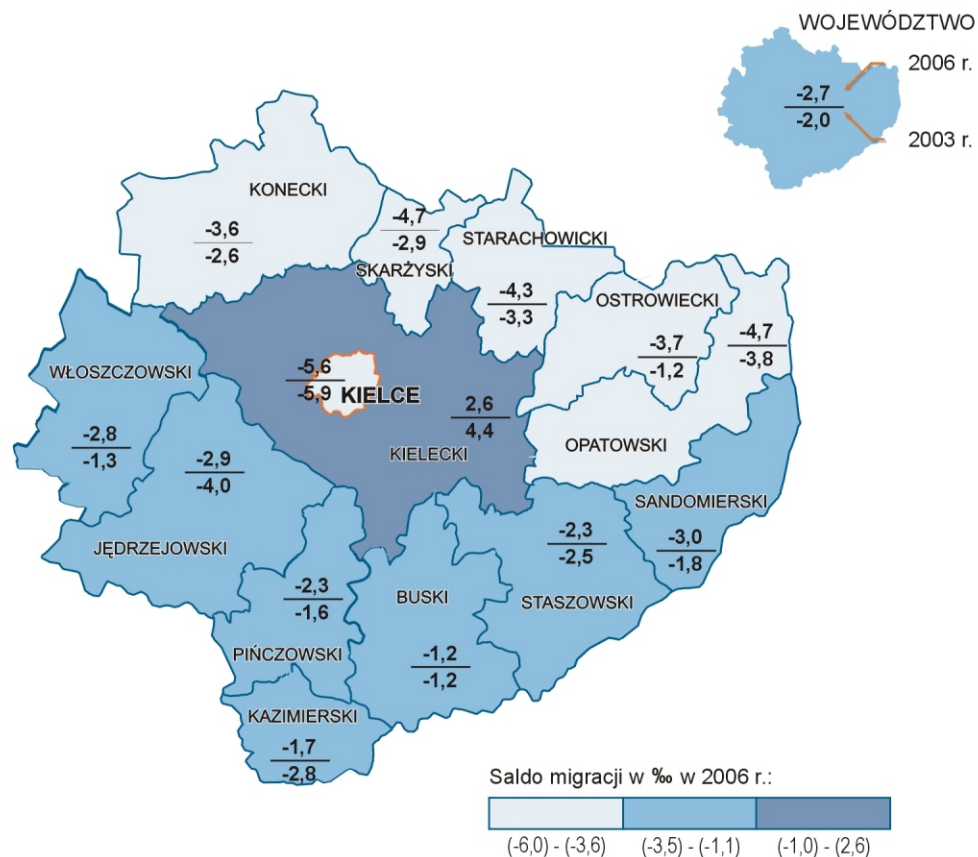 WOJEWÓDZTWO
2006 r.
-2,7
-2,0
2003 r.
KONECKI
-3,6
-2,6
-4,7
-2,9
SKARŻYSKI
STARACHOWICKI
-4,3
-3,3
OSTROWIECKI
-3,7
-1,2
-4,7
-3,8
OPATOWSKI
WŁOSZCZOWSKI
-2,8
-1,3
-5,6
-5,9
KIELCE
2,6
4,4
KIELECKI
-2,9
-4,0
JĘDRZEJOWSKI
SANDOMIERSKI
-3,0
-1,8
-2,3
-2,5
STASZOWSKI
-2,3
-1,6
PIŃCZOWSKI
BUSKI
-1,2
-1,2
KAZIMIERSKI
-1,7
-2,8
Saldo migracji w ‰ w 2006 r.:
(-6,0) - (-3,6) (-3,5) - (-1,1) (-1,0) - (2,6)